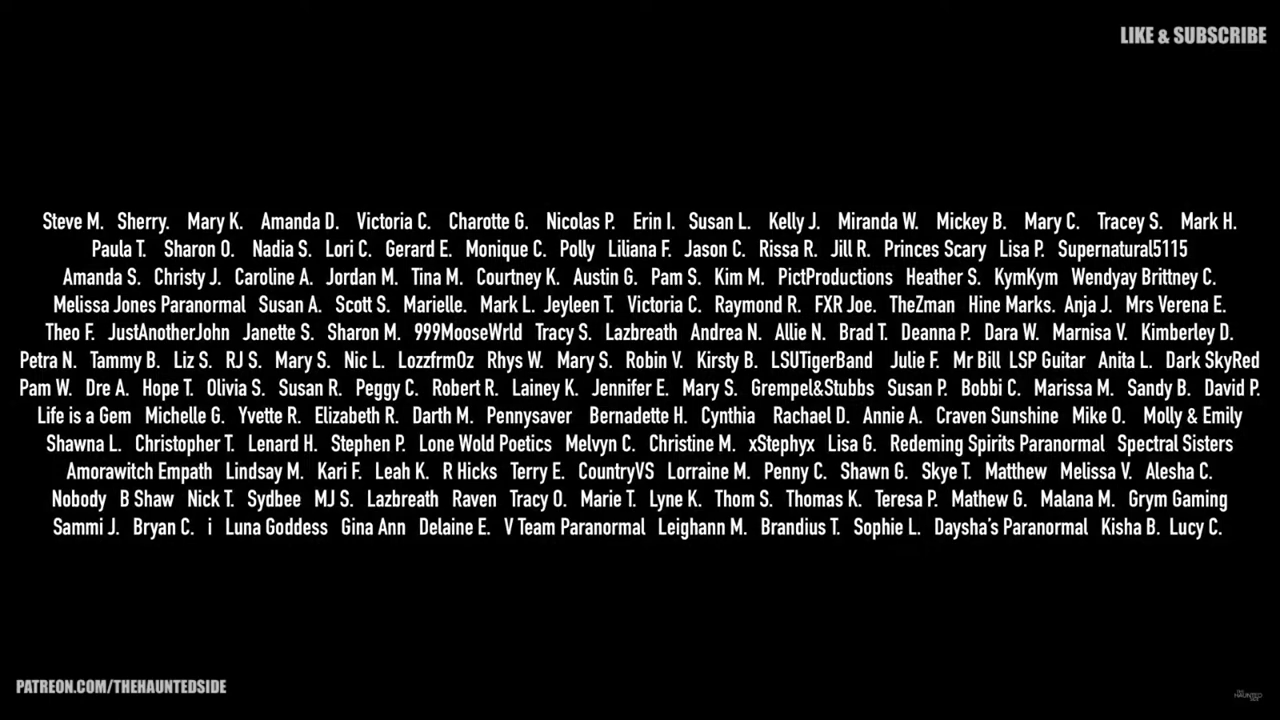 LIKE & SUBSCRIBE
Steve M. Sherry. Mary K. Amanda D. Victoria C. Charotte G. Nicolas P. Erin I. Susan L. Kelly J. Miranda W. Mickey B. Mary C. Tracey S. Mark H.
Paula T. Sharon O. Nadia S. Lori C. Gerard E. Monique C. Polly Liliana F. Jason C. Rissa R. Jill R. Princes Scary Lisa P. Supernatural5115
Amanda S. Christy J. Caroline A. Jordan M. Tina M. Courtney K. Austin G. Pam S. Kim M. PictProductions Heather S. KymKym Wendyay Brittney C.
Melissa Jones Paranormal Susan A. Scott S. Marielle. Mark L. Jeyleen T. Victoria C. Raymond R. FXR Joe. TheZman Hine Marks. Anja J. Mrs Verena E.
Theo F. JustAnotherJohn Janette S. Sharon M. 999MooseWrld Tracy S. Lazbreath Andrea N. Allie N. Brad T. Deanna P. Dara W. Marnisa V. Kimberley D.
Petra N. Tammy B. Liz S. RJ S. Mary S. Nic L. LozzfrmOz Rhys W. Mary S. Robin V. Kirsty B. LSUTigerBand Julie F. Mr Bill LSP Guitar Anita L. Dark SkyRed
Pam W. Dre A. Hope T. Olivia S. Susan R. Peggy C. Robert R. Lainey K. Jennifer E. Mary S. Grempel&Stubbs Susan P. Bobbi C. Marissa M. Sandy B. David P.
Life is a Gem Michelle G. Yvette R. Elizabeth R. Darth M. Pennysaver Bernadette H. Cynthia Rachael D. Annie A. Craven Sunshine Mike O. Molly & Emily
Shawna L. Christopher T. Lenard H. Stephen P. Lone Wold Poetics Melvyn C. Christine M. xStephyx Lisa G. Redeming Spirits Paranormal Spectral Sisters
Amorawitch Empath Lindsay M. Kari F. Leah K. R Hicks Terry E. CountryVS Lorraine M. Penny C. Shawn G. Skye T. Matthew Melissa V. Alesha C.
Nobody B Shaw Nick T. Sydbee MJ S. Lazbreath Raven Tracy O. Marie T. Lyne K. Thom S. Thomas K. Teresa P. Mathew G. Malana M. Grym Gaming
Sammi J. Bryan C. i Luna Goddess Gina Ann Delaine E. V Team Paranormal Leighann M. Brandius T. Sophie L. Daysha's Paranormal Kisha B. Lucy C.
PATREON.COM/THEHAUNTEDSIDE
HAUNTED